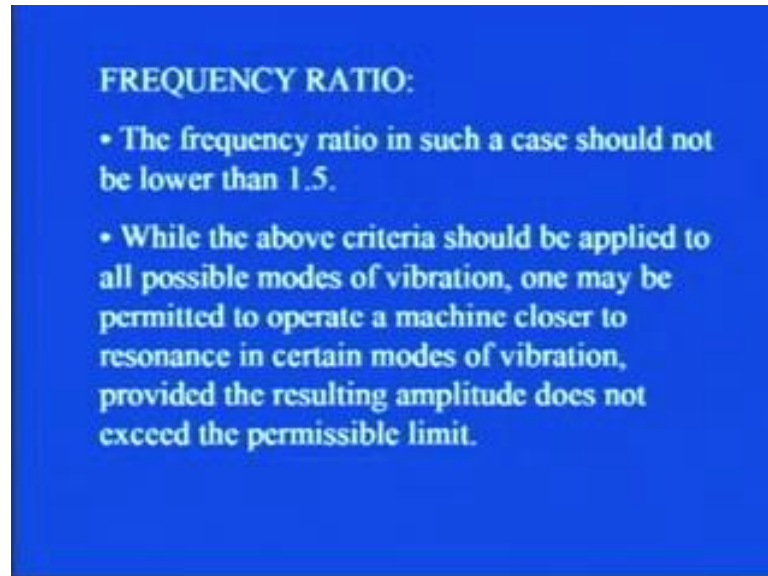 FREQUENCY RATIO:
• The frequency ratio in such a case should not
be lower than 1.5.
• While the above criteria should be applied to
all possible modes of vibration, one may be
permitted to operate a machine closer to
resonance in certain modes of vibration,
provided the resulting amplitude does not
exceed the permissible limit.